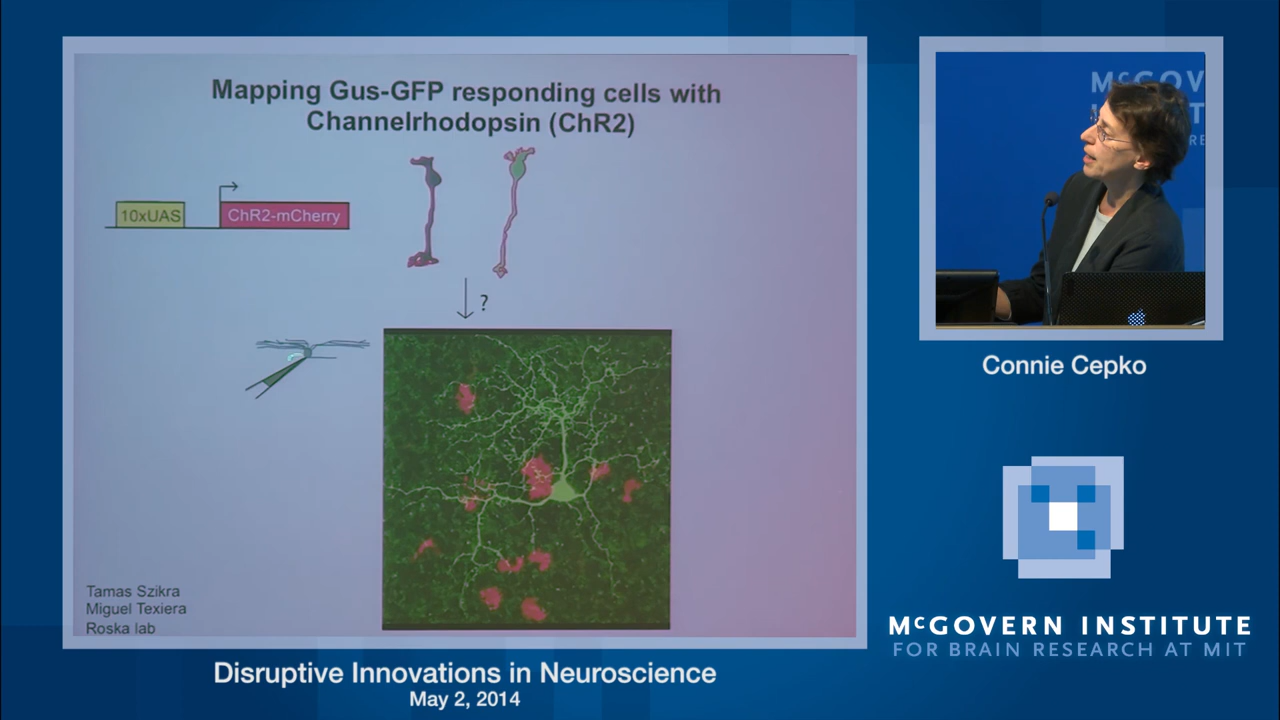 Mapping Gus-GFP responding cells with
Channelrhodopsin (ChR2)
10xUAS
ChR2-mCherry
?
Tamas Szikra
Miguel Texiera
Roska lab
McGOV
Connie Cepko
McGOVERN INSTITUTE
FOR BRAIN RESEARCH AT MIT
Disruptive Innovations in Neuroscience
May 2, 2014